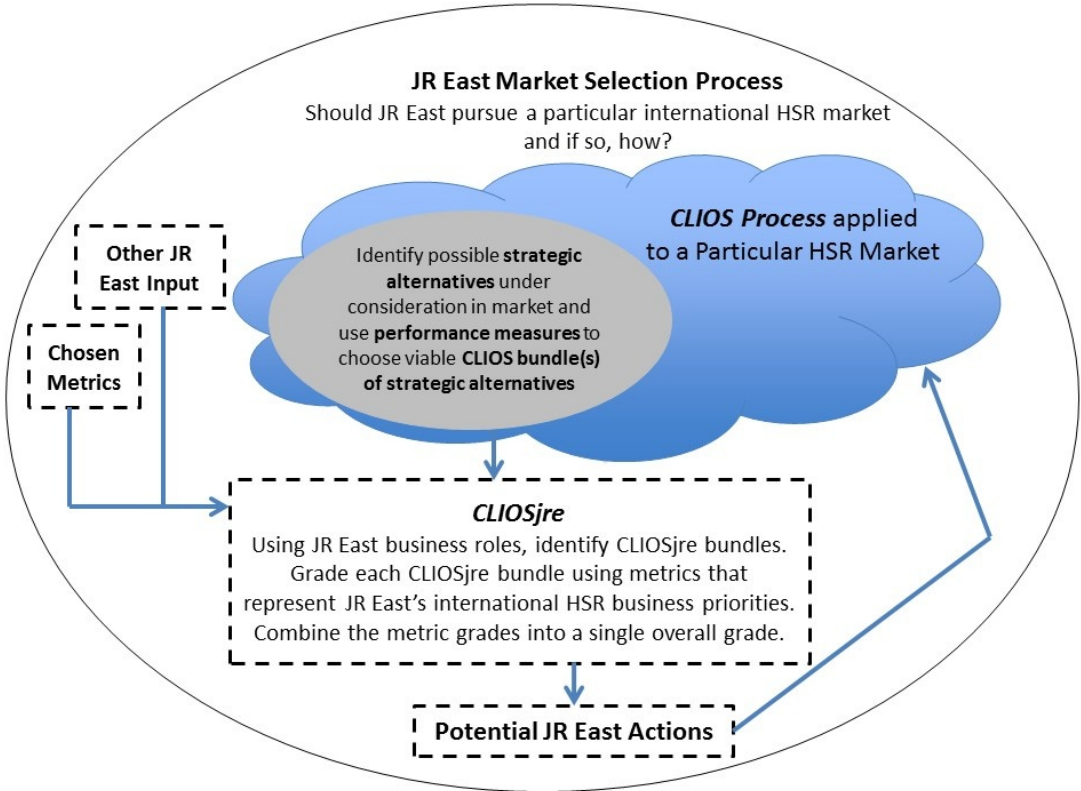 JR East Market Selection Process
Should JR East pursue a particular international HSR market
and if so, how?
CLIOS Process applied
to a Particular HSR Market
Identify possible strategic
alternatives under
consideration in market and
use performance measures to
choose viable CLIOS bundle(s)
of strategic alternatives
Other JR
East Input
Chosen
Metrics
CLIOSjre
Using JR East business roles, identify CLIOSjre bundles.
Grade each CLIOSjre bundle using metrics that
represent JR East’s international HSR business priorities.
Combine the metric grades into a single overall grade.
Potential JR East Actions